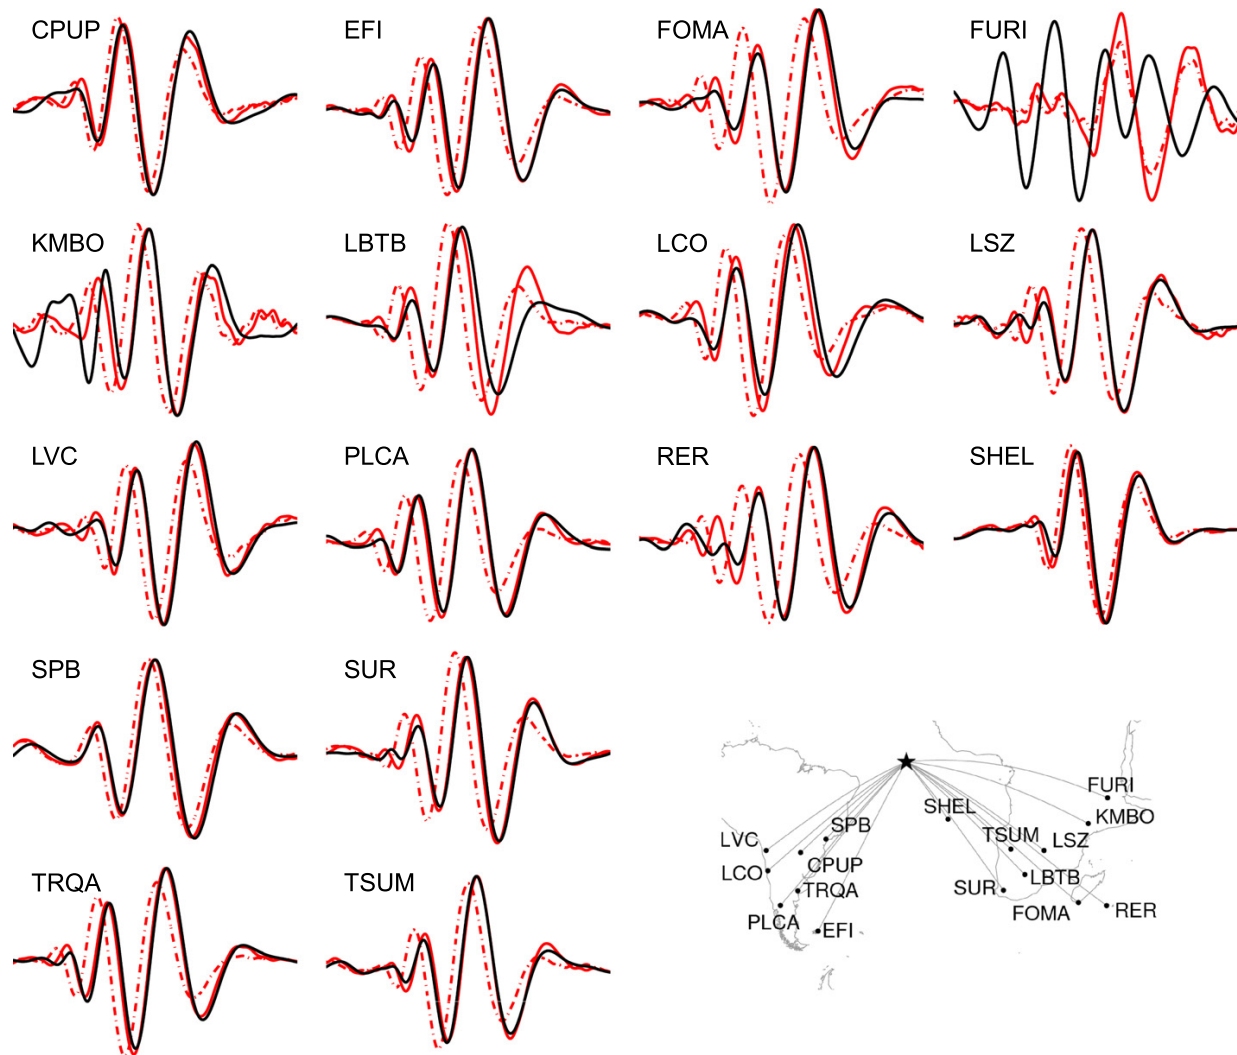 CPUP
EFI
FOMA
FURI
KMBO
LBTB
LCO
LSZ
LVC
PLCA
RER
SHEL
SPB
SUR
TRQA
TSUM
FURI
SHEL
KMBO
SPB
LVC
TSUM
LSZ
CPUP
LCO
LBTB
TRQA
SUR
FOMA
RER
PLCA
EFI